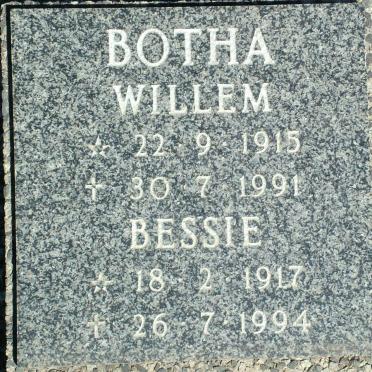 BOTHA
WILLEM
☆ 22 · 9 · 1915
† 30 · 7 · 1991
BESSIE
☆ 18 · 2 · 1917
† 26 · 7 · 1994